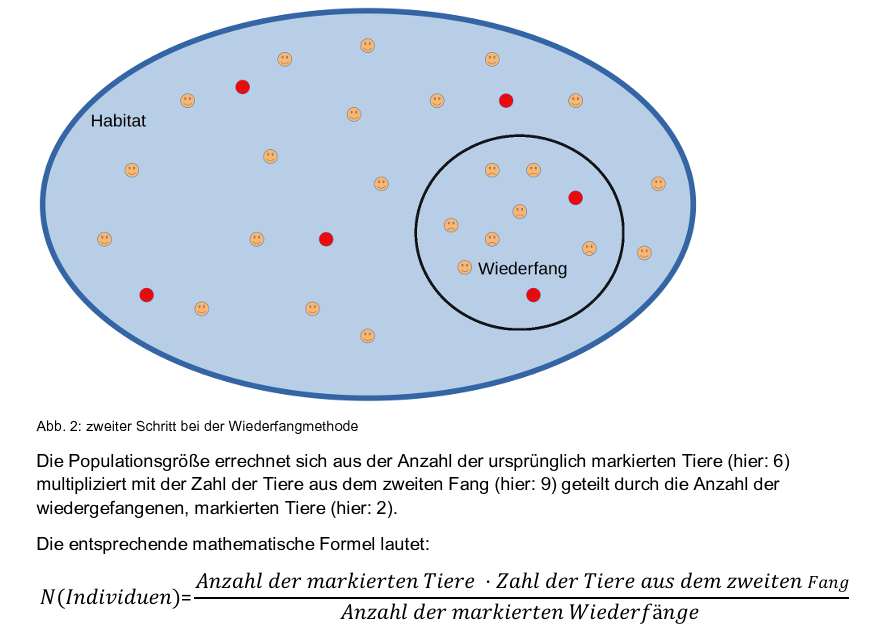 Habitat
Wiederfang
Abb. 2: zweiter Schritt bei der Wiederfangmethode
Die Populationsgröße errechnet sich aus der Anzahl der ursprünglich markierten Tiere (hier: 6)
multipliziert mit der Zahl der Tiere aus dem zweiten Fang (hier: 9) geteilt durch die Anzahl der
wiedergefangenen, markierten Tiere (hier: 2).
Die entsprechende mathematische Formel lautet:
Anzahl der markierten Tiere · Zahl der Tiere aus dem zweiten Fang
N(Individuen)=
Anzahl der markierten Wiederfänge